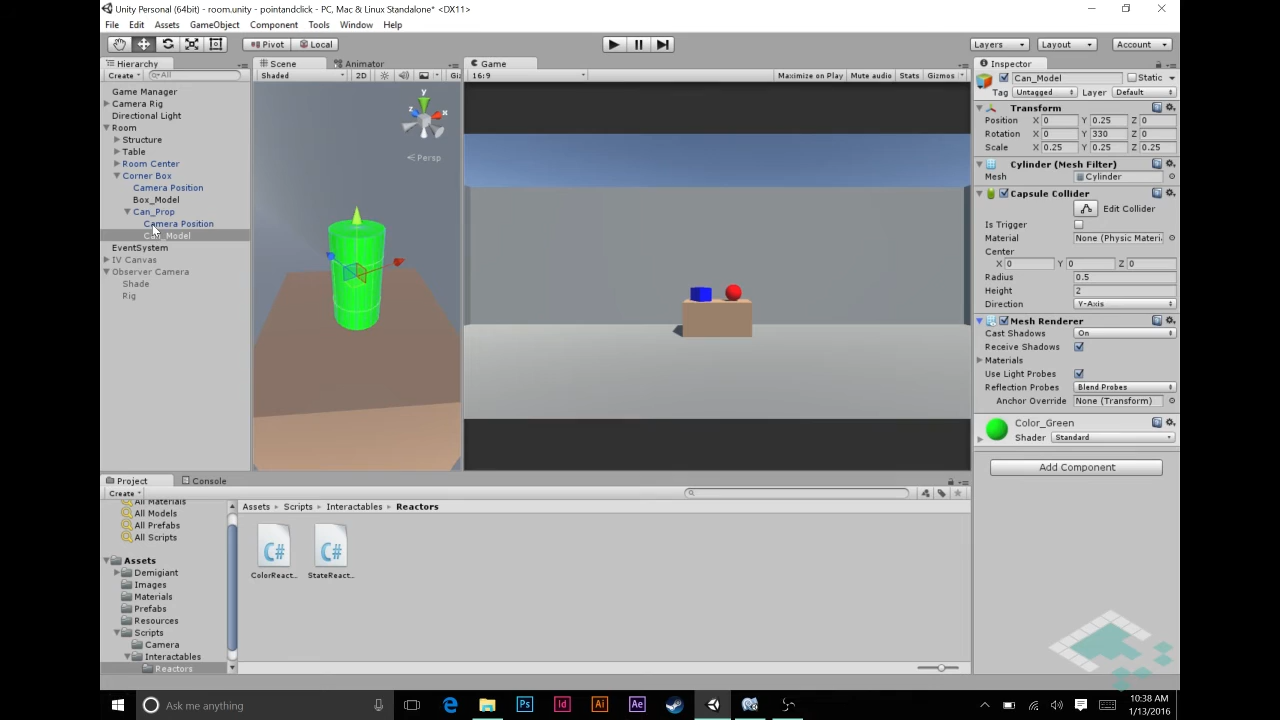 Unity Personal (64bit) - room.unity - pointandclick - PC, Mac & Linux Standalone* <DX11>
File Edit Assets GameObject Component Tools Window Help
Pivot Local Layers Layout Account
Hierarchy Scene Animator Game Inspector
Create All Shaded 2D Gi 16:9 Maximize on Play Mute audio Stats Gizmos
Can_Model Static
Tag Untagged Layer Default
Game Manager
Camera Rig
Directional Light
Room
Structure
Table
Room Center
Corner Box
Camera Position
Box_Model
Can_Prop
Camera Position
Can_Model
EventSystem
IV Canvas
Observer Camera
Shade
Rig
y
x
z
Persp
Transform
Position X 0 Y 0.25 Z 0
Rotation X 0 Y 330 Z 0
Scale X 0.25 Y 0.25 Z 0.25
Cylinder (Mesh Filter)
Mesh Cylinder
Capsule Collider
Edit Collider
Is Trigger
Material None (Physic Materi
Center
X 0 Y 0 Z 0
Radius 0.5
Height 2
Direction Y-Axis
Mesh Renderer
Cast Shadows On
Receive Shadows
Materials
Use Light Probes
Reflection Probes Blend Probes
Anchor Override None (Transform)
Color_Green
Shader Standard
Add Component
Project Console
Create
All Materials
All Models
All Prefabs
All Scripts
Assets
Demigiant
Images
Materials
Prefabs
Resources
Scripts
Camera
Interactables
Reactors
Assets Scripts Interactables Reactors
C# C#
ColorReact... StateReact...
Ask me anything
Ps Id Ai Ae
10:38 AM
1/13/2016